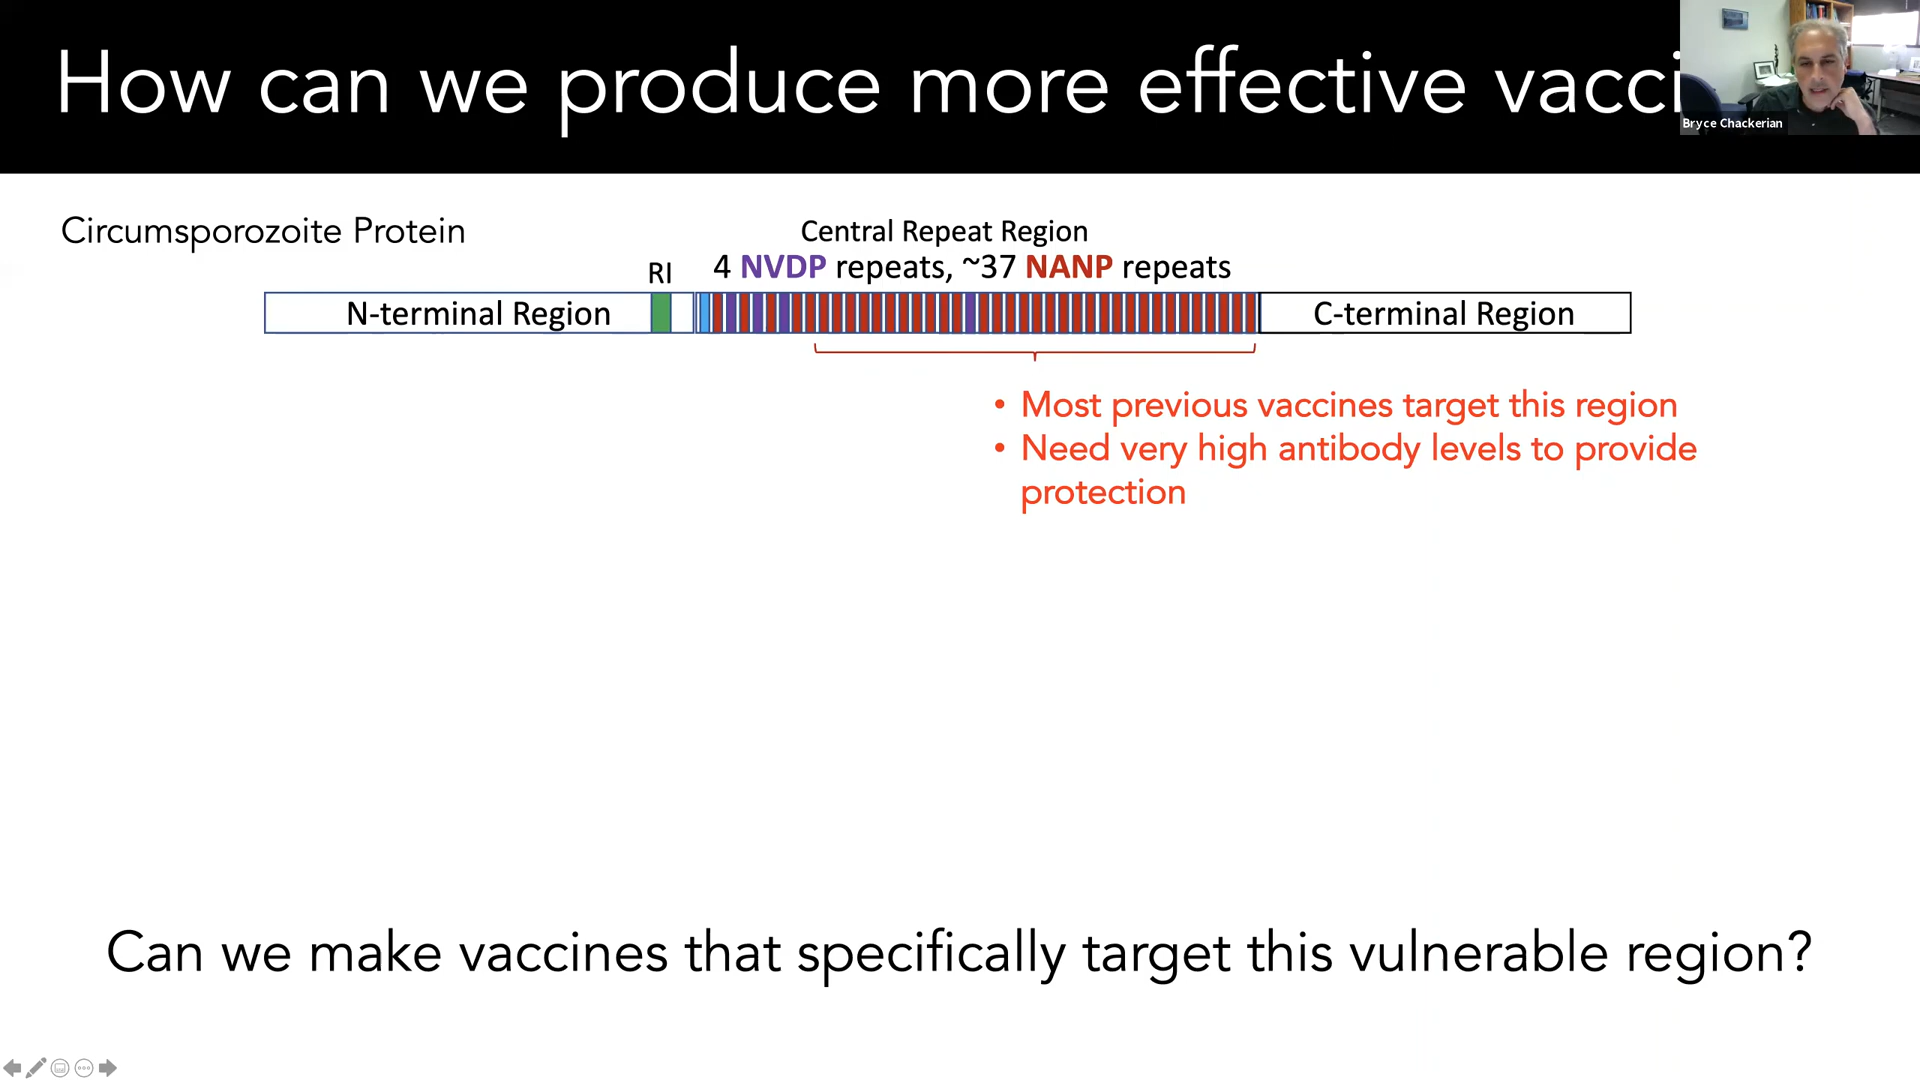 How can we produce more effective vacci
Bryce Chackerian
Circumsporozoite Protein
Central Repeat Region
RI
4 NVDP repeats, ~37 NANP repeats
N-terminal Region
C-terminal Region
• Most previous vaccines target this region
• Need very high antibody levels to provide
protection
Can we make vaccines that specifically target this vulnerable region?